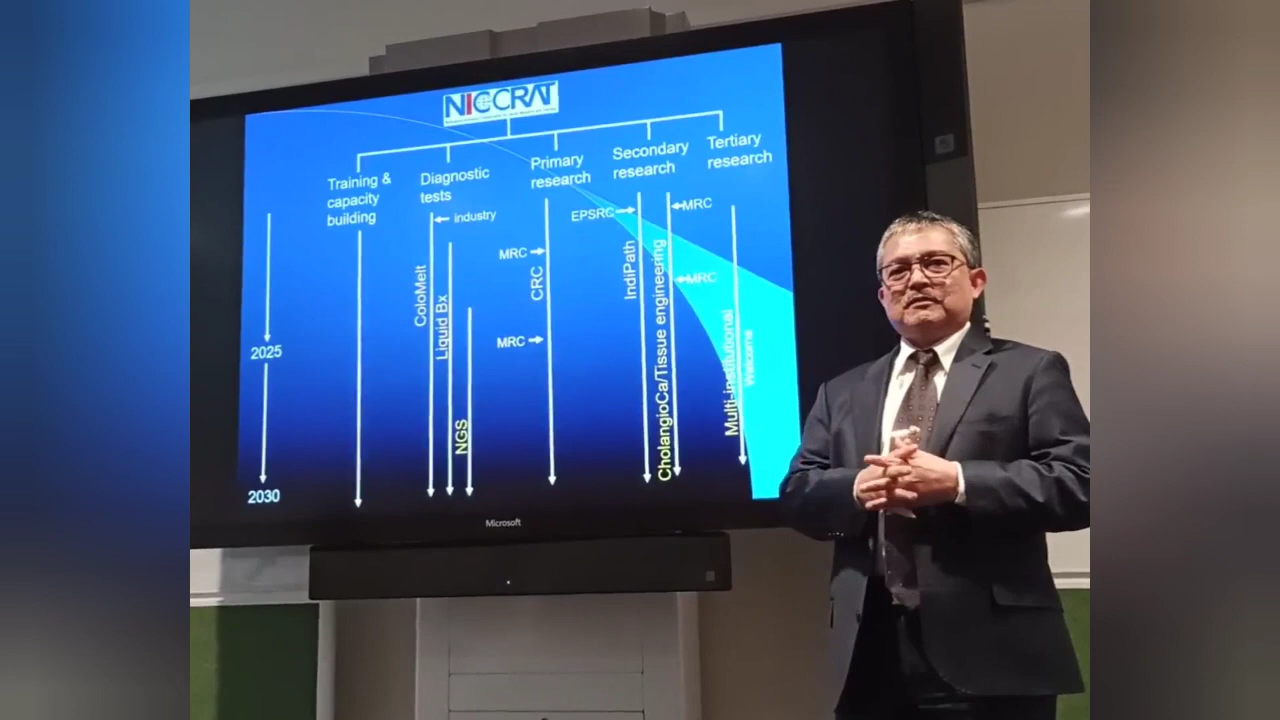 NICCRAT
Training &
capacity
building
Diagnostic
tests
Primary
research
Secondary
research
Tertiary
research
industry
EPSRC
MRC
MRC
MRC
MRC
ColoMelt
Liquid Bx
NGS
CRC
IndiPath
CholangioCa/Tissue engineering
Multi-institutional
Wellcome
2025
2030
Microsoft